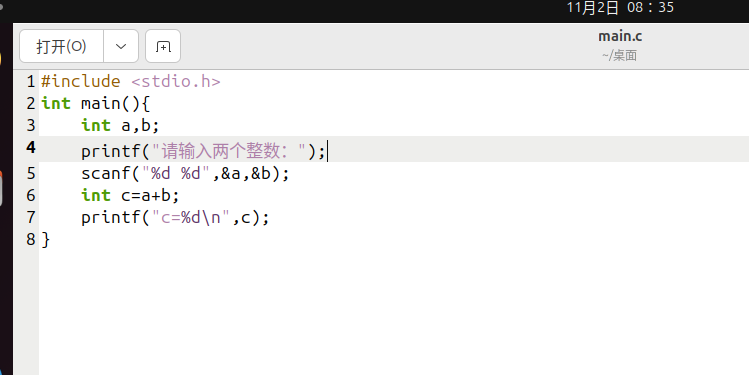 11月2日 08：35
打开(O)
main.c
~/桌面
1 #include <stdio.h>
2 int main(){
3     int a,b;
4     printf("请输入两个整数：");
5     scanf("%d %d",&a,&b);
6     int c=a+b;
7     printf("c=%d\n",c);
8 }